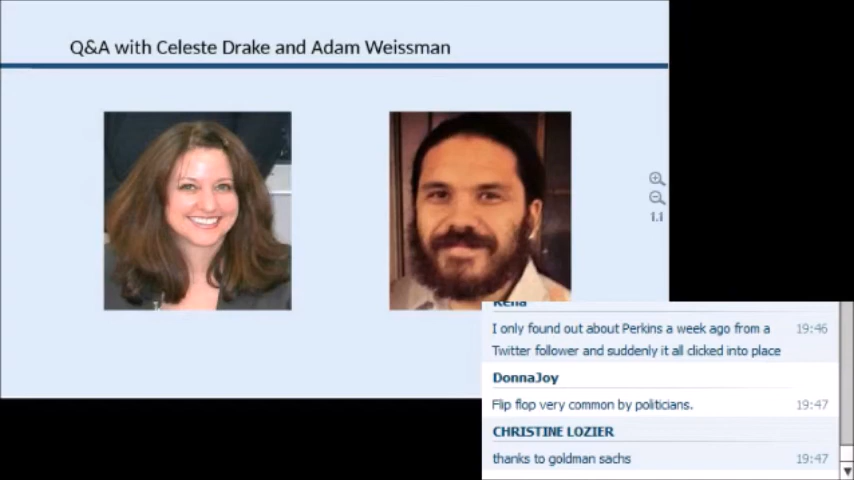 Q&A with Celeste Drake and Adam Weissman
1.1
Rena
I only found out about Perkins a week ago from a 19:46
Twitter follower and suddenly it all clicked into place
DonnaJoy
Flip flop very common by politicians. 19:47
CHRISTINE LOZIER
thanks to goldman sachs 19:47